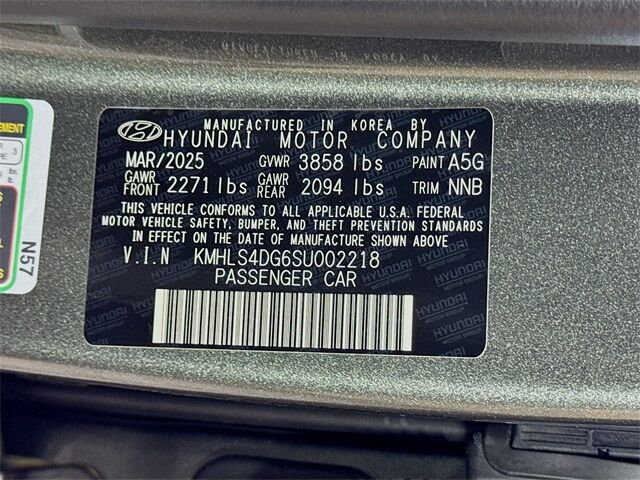 MANUFACTURED IN KOREA BY
HYUNDAI MOTOR COMPANY
MAR/2025 GVWR 3858 lbs PAINT A5G
GAWR FRONT 2271 lbs GAWR REAR 2094 lbs TRIM NNB
THIS VEHICLE CONFORMS TO ALL APPLICABLE U.S.A. FEDERAL
MOTOR VEHICLE SAFETY, BUMPER, AND THEFT PREVENTION STANDARDS
IN EFFECT ON THE DATE OF MANUFACTURE SHOWN ABOVE
V.I.N KMHLS4DG6SU002218
PASSENGER CAR
N57